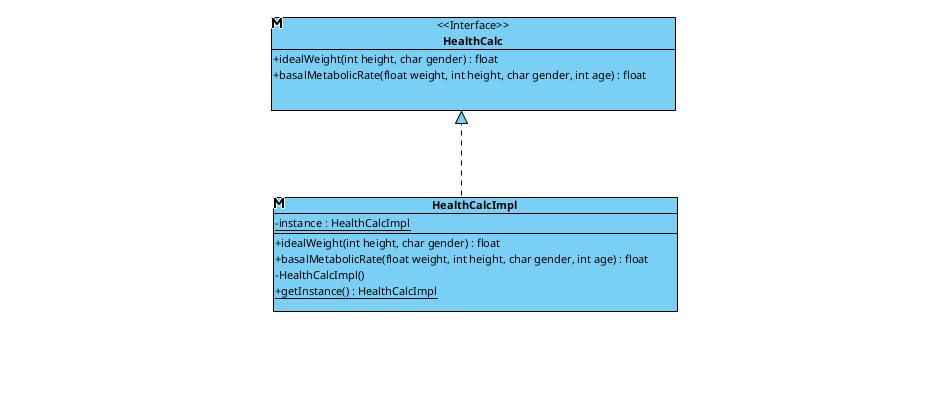 M
<<Interface>>
HealthCalc
+idealWeight(int height, char gender) : float
+basalMetabolicRate(float weight, int height, char gender, int age) : float
M
HealthCalcImpl
-instance : HealthCalcImpl
+idealWeight(int height, char gender) : float
+basalMetabolicRate(float weight, int height, char gender, int age) : float
-HealthCalcImpl()
+getInstance() : HealthCalcImpl